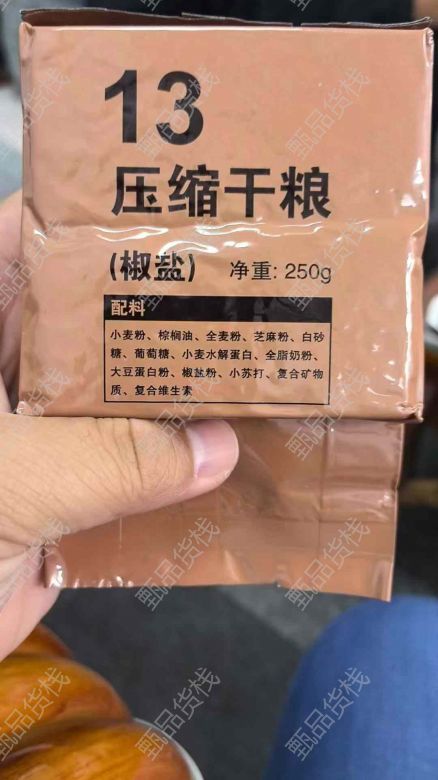 13
压缩干粮
(椒盐) 净重: 250g
配料
小麦粉、棕榈油、全麦粉、芝麻粉、白砂
糖、葡萄糖、小麦水解蛋白、全脂奶粉、
大豆蛋白粉、椒盐粉、小苏打、复合矿物
质、复合维生素
甄品货栈